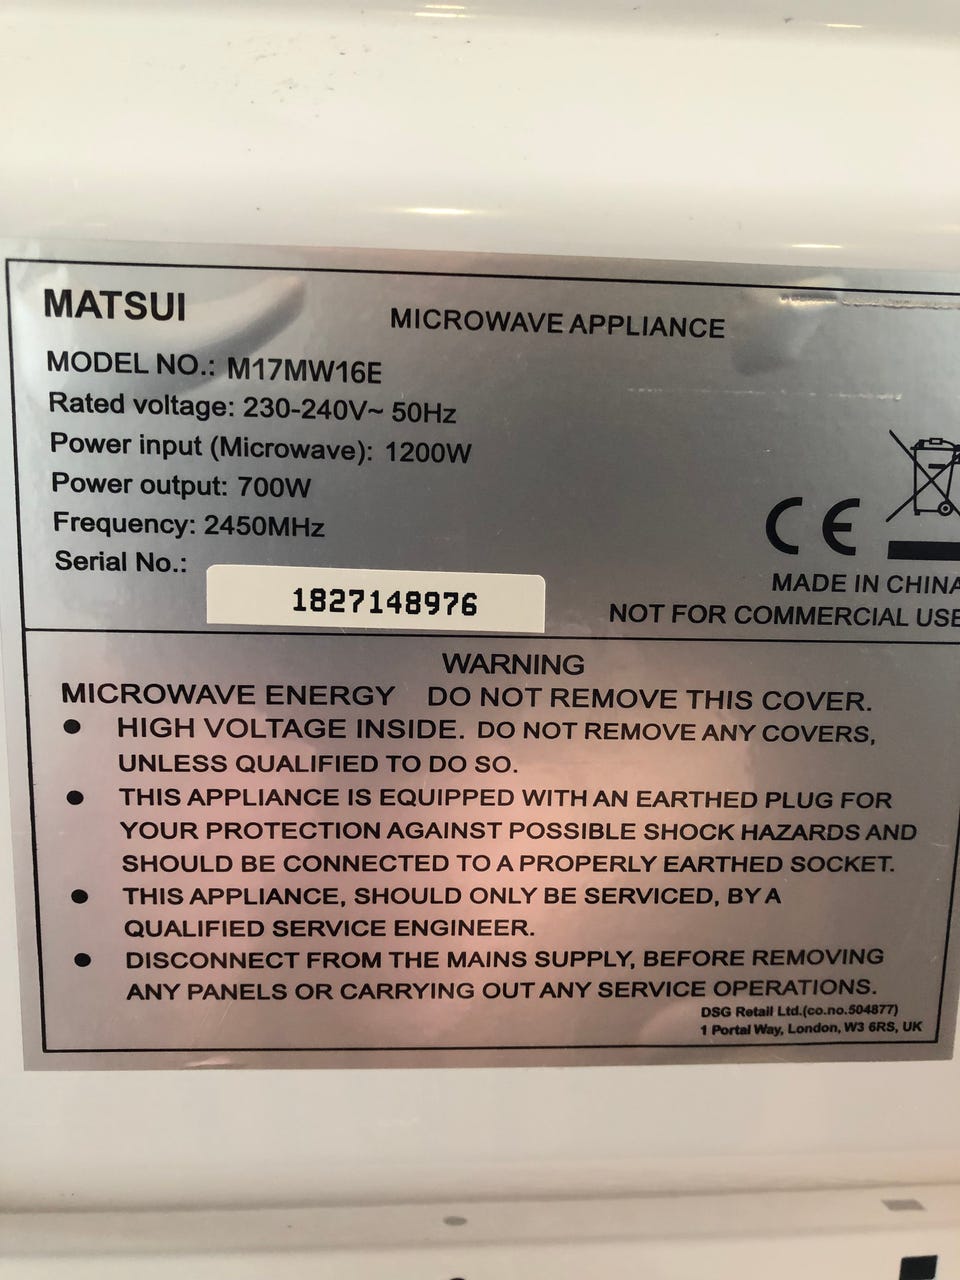 MATSUI
MICROWAVE APPLIANCE
MODEL NO.: M17MW16E
Rated voltage: 230-240V~ 50Hz
Power input (Microwave): 1200W
Power output: 700W
Frequency: 2450MHz
Serial No.:
1827148976
CE
MADE IN CHINA
NOT FOR COMMERCIAL USE
WARNING
MICROWAVE ENERGY DO NOT REMOVE THIS COVER.
● HIGH VOLTAGE INSIDE. DO NOT REMOVE ANY COVERS,
UNLESS QUALIFIED TO DO SO.
● THIS APPLIANCE IS EQUIPPED WITH AN EARTHED PLUG FOR
YOUR PROTECTION AGAINST POSSIBLE SHOCK HAZARDS AND
SHOULD BE CONNECTED TO A PROPERLY EARTHED SOCKET.
● THIS APPLIANCE, SHOULD ONLY BE SERVICED, BY A
QUALIFIED SERVICE ENGINEER.
● DISCONNECT FROM THE MAINS SUPPLY, BEFORE REMOVING
ANY PANELS OR CARRYING OUT ANY SERVICE OPERATIONS.
DSG Retail Ltd.(co.no.504877)
1 Portal Way, London, W3 6RS, UK